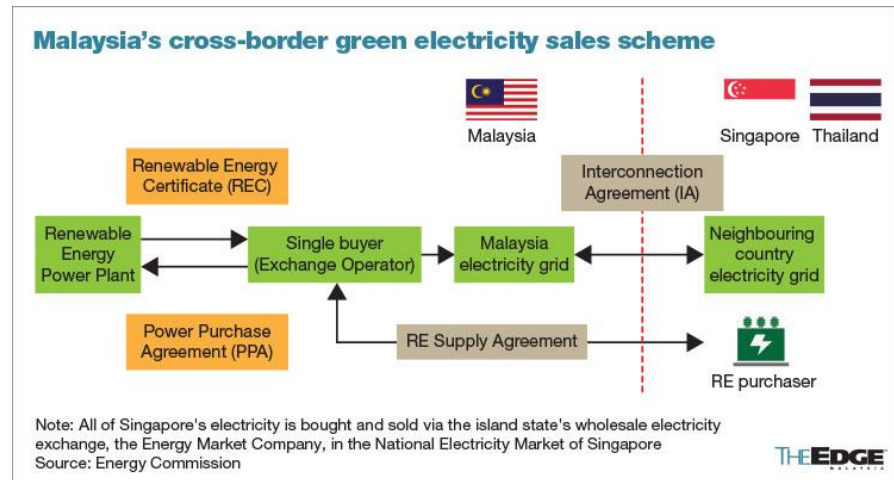 Malaysia's cross-border green electricity sales scheme
Malaysia
Singapore
Thailand
Renewable Energy
Certificate (REC)
Interconnection
Agreement (IA)
Renewable
Energy
Power Plant
Single buyer
(Exchange Operator)
Malaysia
electricity grid
Neighbouring
country
electricity grid
Power Purchase
Agreement (PPA)
RE Supply Agreement
RE purchaser
Note: All of Singapore's electricity is bought and sold via the island state's wholesale electricity
exchange, the Energy Market Company, in the National Electricity Market of Singapore
Source: Energy Commission
THEEDGE
MALAYSIA